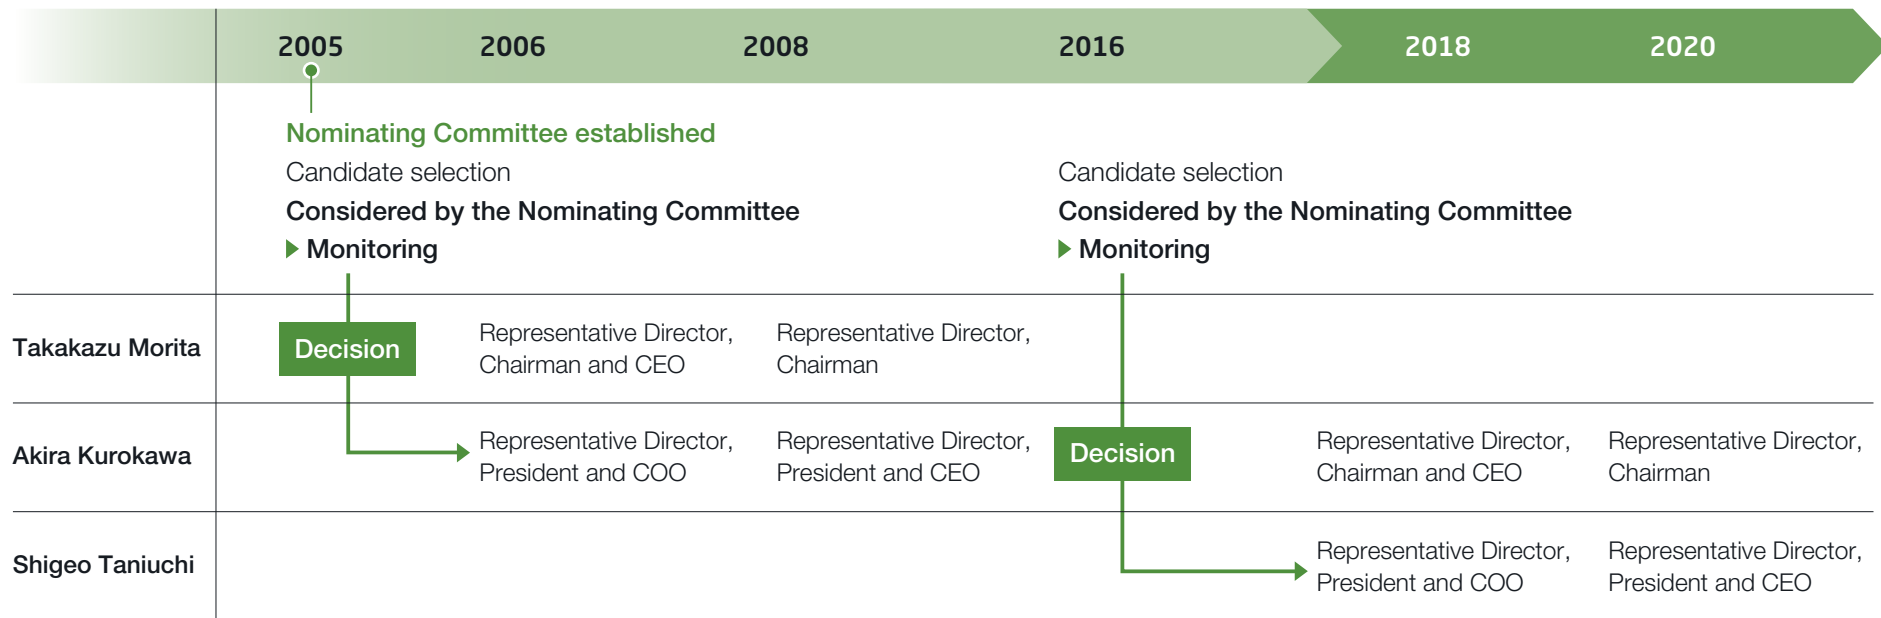 2005 2006 2008 2016 2018 2020
Nominating Committee established
Candidate selection
Considered by the Nominating Committee
Monitoring
Candidate selection
Considered by the Nominating Committee
Monitoring
Takakazu Morita
Decision
Representative Director,
Chairman and CEO
Representative Director,
Chairman
Akira Kurokawa
Representative Director,
President and COO
Representative Director,
President and CEO
Decision
Representative Director,
Chairman and CEO
Representative Director,
Chairman
Shigeo Taniuchi
Representative Director,
President and COO
Representative Director,
President and CEO